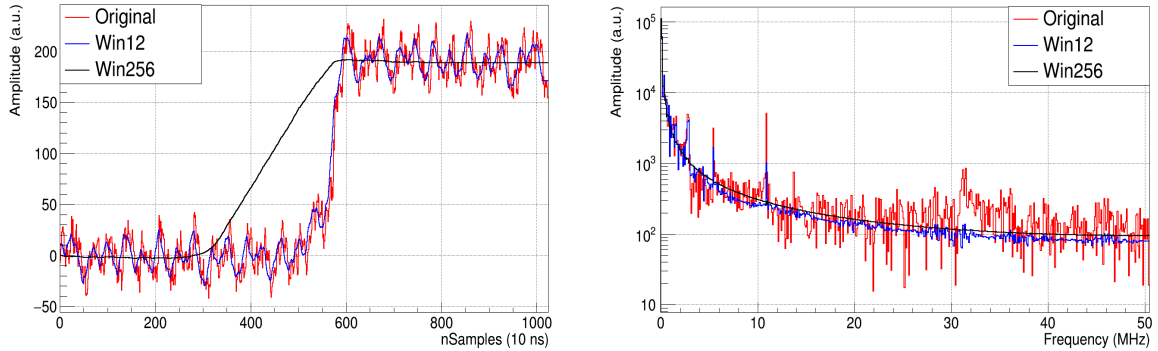 Amplitude (a.u.)
Original
Win12
Win256
200
150
100
50
0
−50
0
200
400
600
800
1000
nSamples (10 ns)
Amplitude (a.u.)
Original
Win12
Win256
10⁵
10⁴
10³
10²
10
0
10
20
30
40
50
Frequency (MHz)